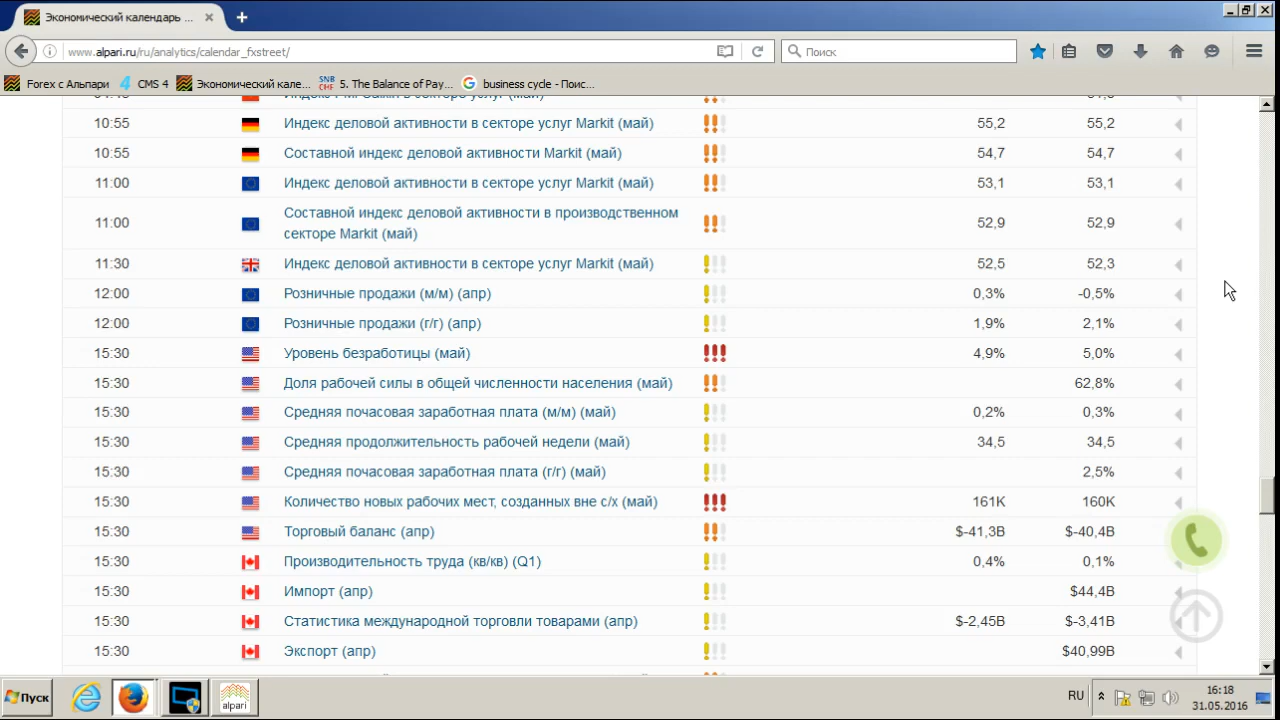 Экономический календарь ...
www.alpari.ru/ru/analytics/calendar_fxstreet/
Поиск
Forex с Альпари
CMS 4
Экономический кале...
SNB CHF
5. The Balance of Pay...
business cycle - Поис...
10:55 Индекс деловой активности в секторе услуг Markit (май) 55,2 55,2
10:55 Составной индекс деловой активности Markit (май) 54,7 54,7
11:00 Индекс деловой активности в секторе услуг Markit (май) 53,1 53,1
11:00 Составной индекс деловой активности в производственном
секторе Markit (май) 52,9 52,9
11:30 Индекс деловой активности в секторе услуг Markit (май) 52,5 52,3
12:00 Розничные продажи (м/м) (апр) 0,3% -0,5%
12:00 Розничные продажи (г/г) (апр) 1,9% 2,1%
15:30 Уровень безработицы (май) 4,9% 5,0%
15:30 Доля рабочей силы в общей численности населения (май) 62,8%
15:30 Средняя почасовая заработная плата (м/м) (май) 0,2% 0,3%
15:30 Средняя продолжительность рабочей недели (май) 34,5 34,5
15:30 Средняя почасовая заработная плата (г/г) (май) 2,5%
15:30 Количество новых рабочих мест, созданных вне с/х (май) 161K 160K
15:30 Торговый баланс (апр) $-41,3B $-40,4B
15:30 Производительность труда (кв/кв) (Q1) 0,4% 0,1%
15:30 Импорт (апр) $44,4B
15:30 Статистика международной торговли товарами (апр) $-2,45B $-3,41B
15:30 Экспорт (апр) $40,99B
Пуск
alpari
RU
16:18
31.05.2016